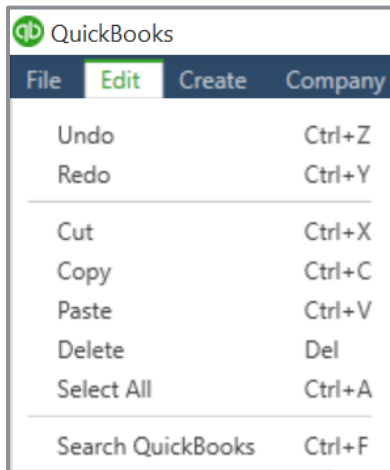 qb QuickBooks
File Edit Create Company
Undo Ctrl+Z
Redo Ctrl+Y
Cut Ctrl+X
Copy Ctrl+C
Paste Ctrl+V
Delete Del
Select All Ctrl+A
Search QuickBooks Ctrl+F